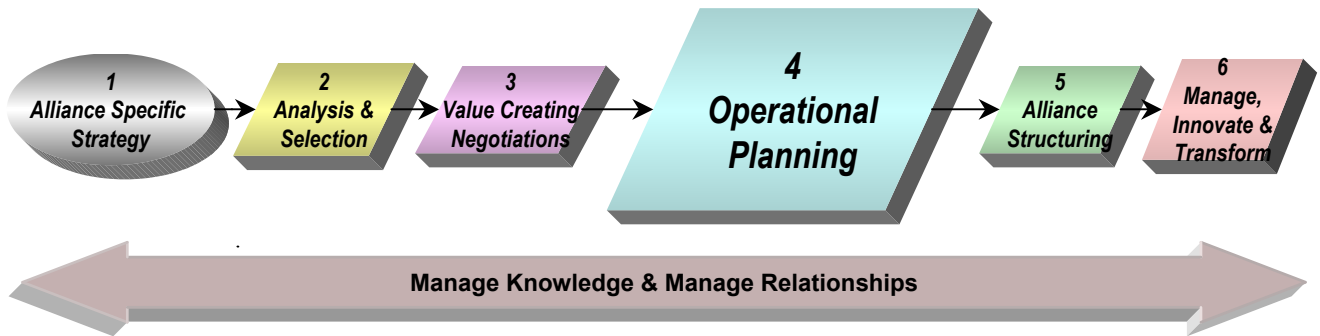 1
Alliance Specific
Strategy
2
Analysis &
Selection
3
Value Creating
Negotiations
4
Operational
Planning
5
Alliance
Structuring
6
Manage,
Innovate &
Transform
Manage Knowledge & Manage Relationships